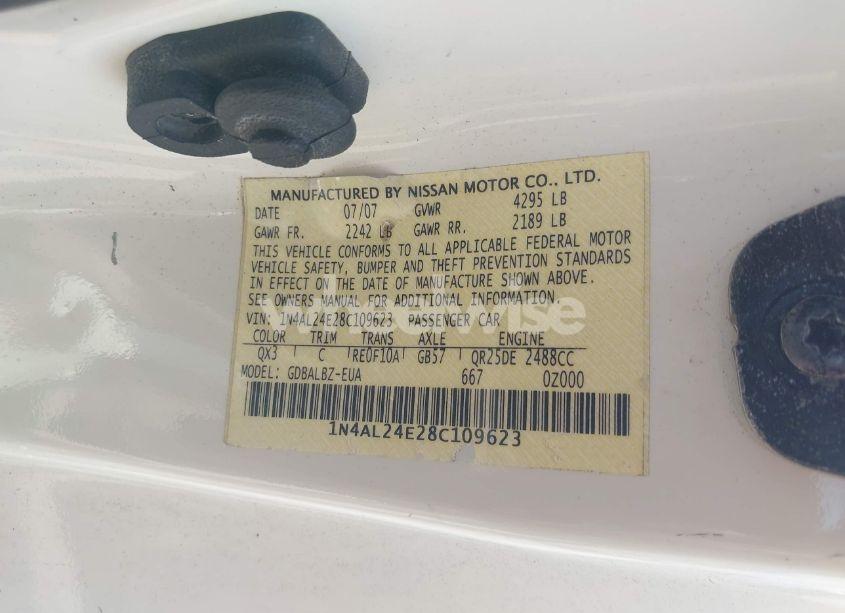 MANUFACTURED BY NISSAN MOTOR CO., LTD.
DATE 07/07 GVWR 4295 LB
GAWR FR. 2242 LB GAWR RR. 2189 LB
THIS VEHICLE CONFORMS TO ALL APPLICABLE FEDERAL MOTOR
VEHICLE SAFETY, BUMPER AND THEFT PREVENTION STANDARDS
IN EFFECT ON THE DATE OF MANUFACTURE SHOWN ABOVE.
SEE OWNERS MANUAL FOR ADDITIONAL INFORMATION.
VIN: 1N4AL24E28C109623 PASSENGER CAR
COLOR TRIM TRANS AXLE ENGINE
QX3 C RE0F10A GB57 QR25DE 2488CC
MODEL: GDBALBZ-EUA 667 0Z000
1N4AL24E28C109623